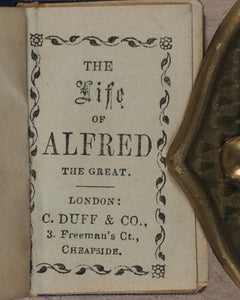 THE
Life
OF
ALFRED
THE GREAT.
LONDON:
C. DUFF & CO.,
3. Freeman's Ct.,
CHEAPSIDE.